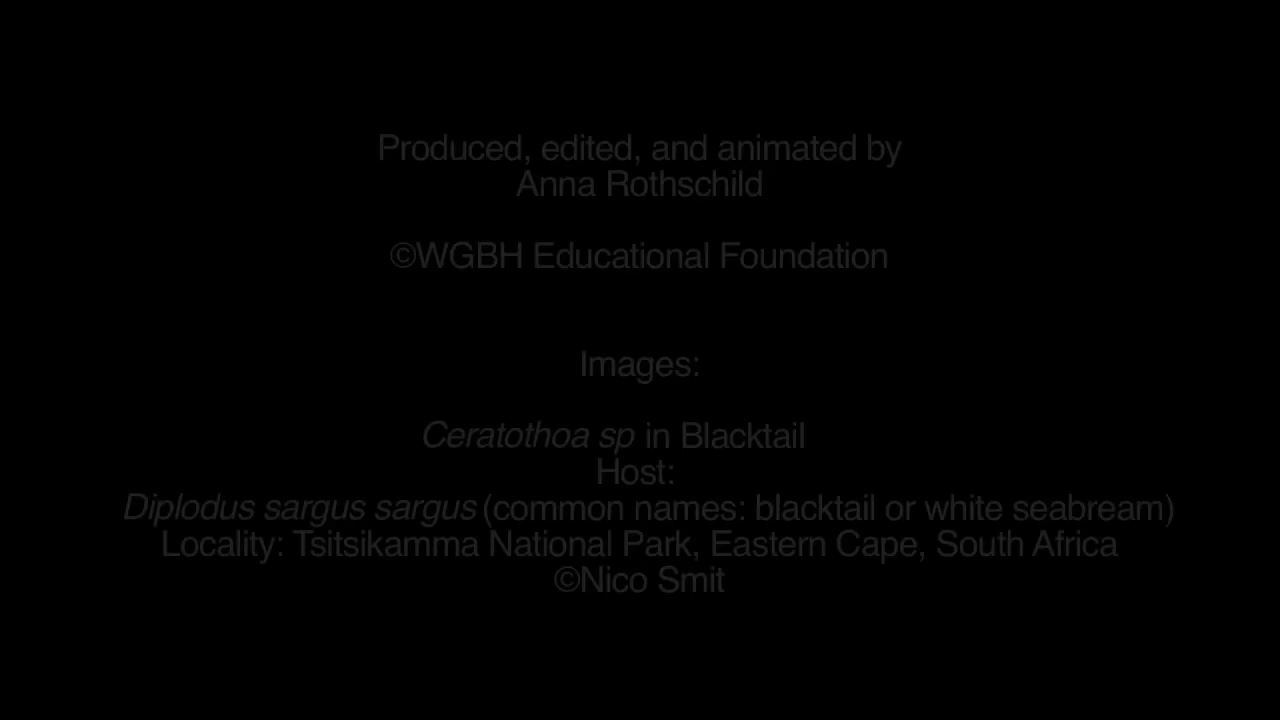 Produced, edited, and animated by
Anna Rothschild
©WGBH Educational Foundation
Images:
Ceratothoa sp in Blacktail
Host:
Diplodus sargus sargus (common names: blacktail or white seabream)
Locality: Tsitsikamma National Park, Eastern Cape, South Africa
©Nico Smit